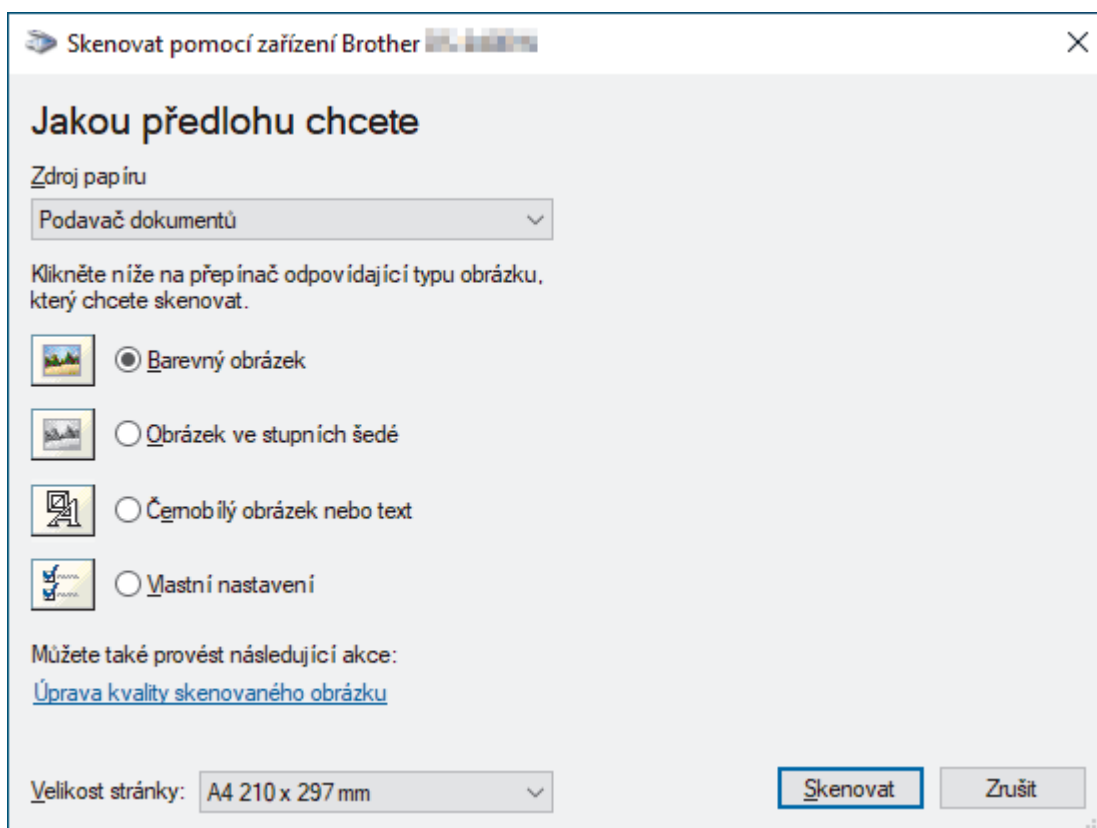 Skenovat pomocí zařízení Brother
Jakou předlohu chcete
Zdroj papíru
Podavač dokumentů
Klikněte níže na přepínač odpovídající typu obrázku,
který chcete skenovat.
Barevný obrázek
Obrázek ve stupních šedé
Černobílý obrázek nebo text
Vlastní nastavení
Můžete také provést následující akce:
Úprava kvality skenovaného obrázku
Velikost stránky: A4 210 x 297 mm
Skenovat Zrušit